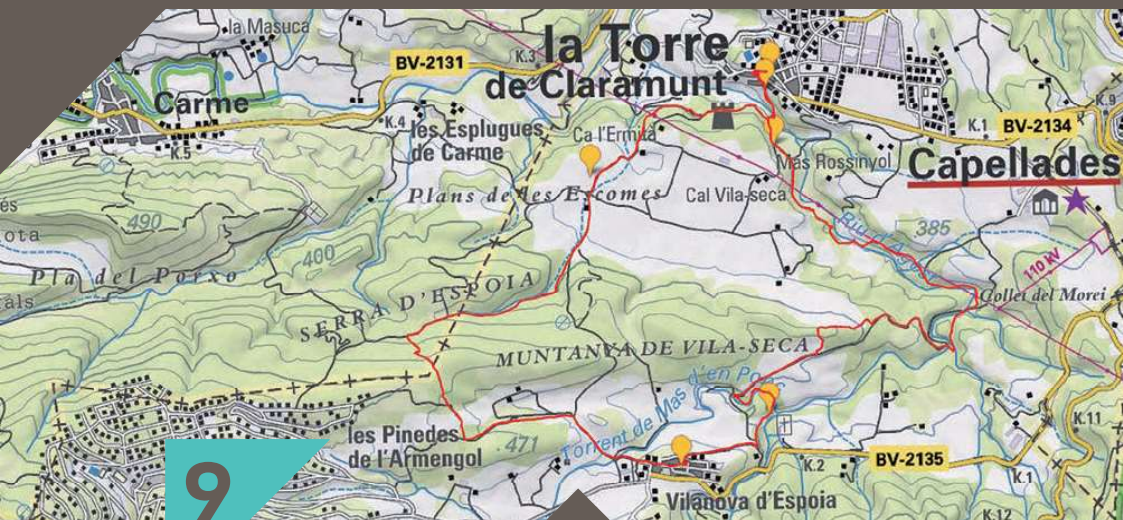 la Masuca
BV-2131
K.3
la Torre
de Claramunt
Carme
K.4
les Esplugues
de Carme
Ca l'Ermità
K.9
K.1
BV-2134
K.5
Mas Rossinyol
Capellades
Plans de les Escomes
Cal Vila-seca
490
385
400
Pla del Porxo
110 kV
SERRA D'ESPOIA
Collet del Morei
MUNTANYA DE VILA-SECA
K.11
les Pinedes
de l'Armengol
471
Torrent de Mas d'en Po
K.2
BV-2135
K.1
Vilanova d'Espoia
K.12
9